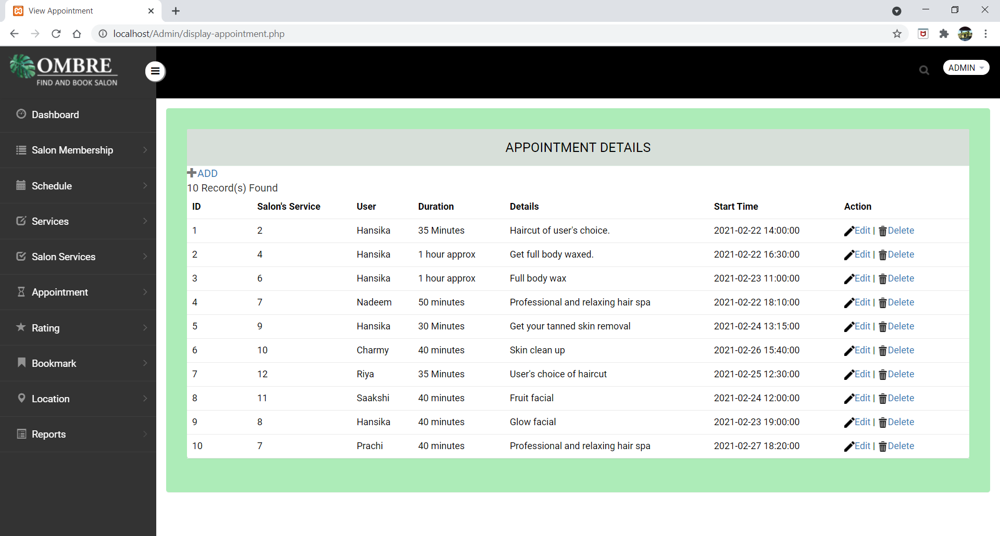 View Appointment
localhost/Admin/display-appointment.php
OMBRE
FIND AND BOOK SALON
ADMIN
Dashboard
Salon Membership
Schedule
Services
Salon Services
Appointment
Rating
Bookmark
Location
Reports
APPOINTMENT DETAILS
ADD
10 Record(s) Found
ID Salon's Service User Duration Details Start Time Action
1 2 Hansika 35 Minutes Haircut of user's choice. 2021-02-22 14:00:00 Edit | Delete
2 4 Hansika 1 hour approx Get full body waxed. 2021-02-22 16:30:00 Edit | Delete
3 6 Hansika 1 hour approx Full body wax 2021-02-23 11:00:00 Edit | Delete
4 7 Nadeem 50 minutes Professional and relaxing hair spa 2021-02-22 18:10:00 Edit | Delete
5 9 Hansika 30 Minutes Get your tanned skin removal 2021-02-24 13:15:00 Edit | Delete
6 10 Charmy 40 minutes Skin clean up 2021-02-26 15:40:00 Edit | Delete
7 12 Riya 35 Minutes User's choice of haircut 2021-02-25 12:30:00 Edit | Delete
8 11 Saakshi 40 minutes Fruit facial 2021-02-24 12:00:00 Edit | Delete
9 8 Hansika 40 minutes Glow facial 2021-02-23 19:00:00 Edit | Delete
10 7 Prachi 40 minutes Professional and relaxing hair spa 2021-02-27 18:20:00 Edit | Delete